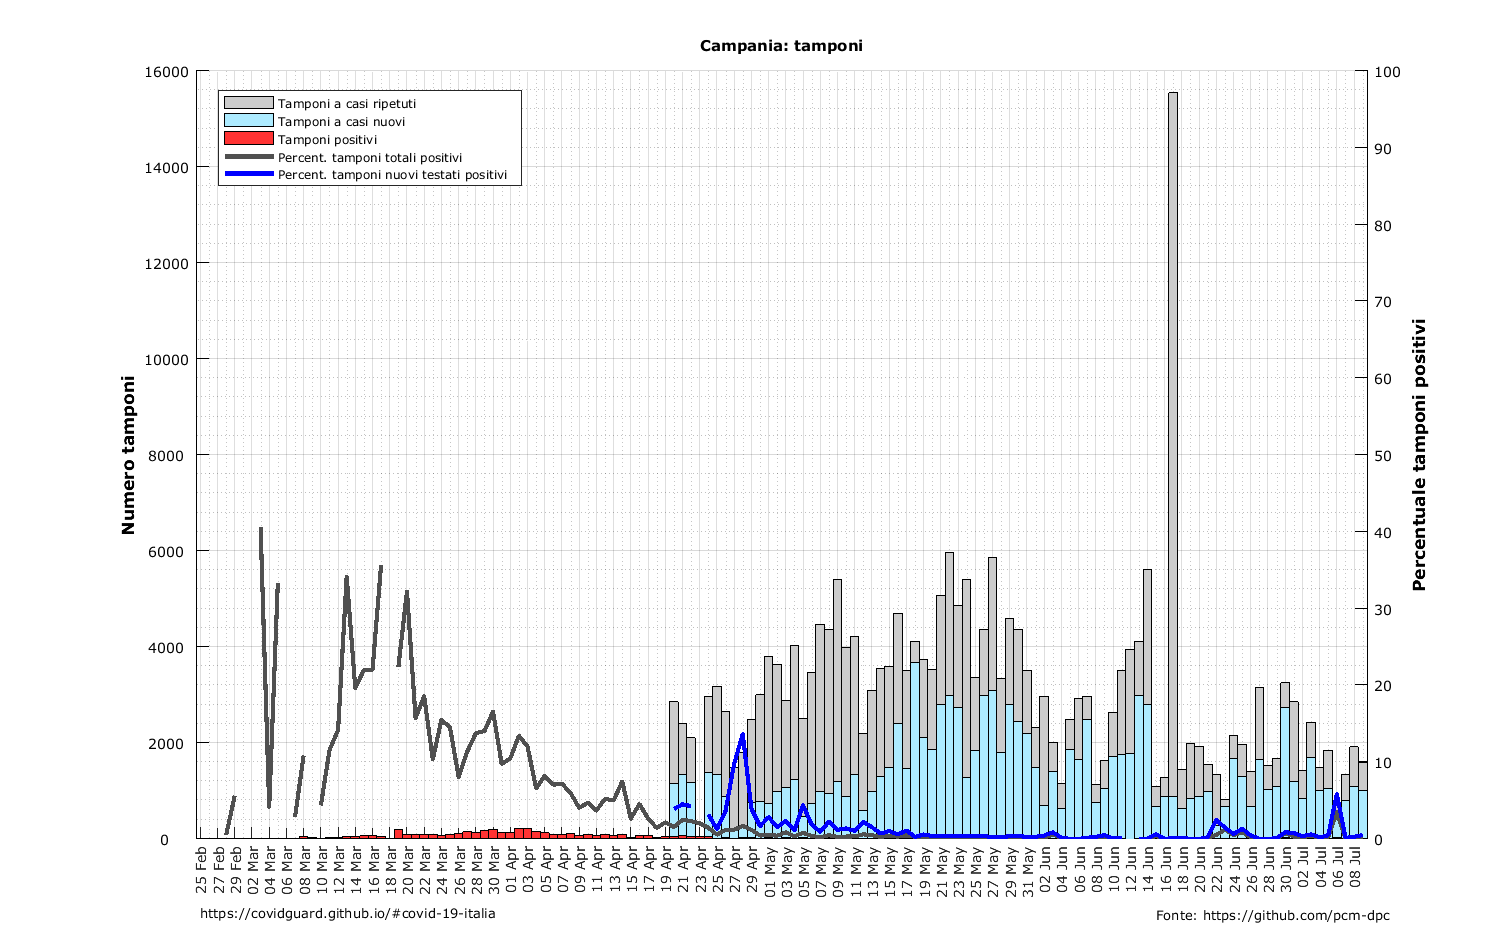 Campania: tamponi
Numero tamponi
16000
14000
12000
10000
8000
6000
4000
2000
0
Tamponi a casi ripetuti
Tamponi a casi nuovi
Tamponi positivi
Percent. tamponi totali positivi
Percent. tamponi nuovi testati positivi
100
90
80
70
60
50
40
30
20
10
0
Percentuale tamponi positivi
25 Feb
27 Feb
29 Feb
02 Mar
04 Mar
06 Mar
08 Mar
10 Mar
12 Mar
14 Mar
16 Mar
18 Mar
20 Mar
22 Mar
24 Mar
26 Mar
28 Mar
30 Mar
01 Apr
03 Apr
05 Apr
07 Apr
09 Apr
11 Apr
13 Apr
15 Apr
17 Apr
19 Apr
21 Apr
23 Apr
25 Apr
27 Apr
29 Apr
01 May
03 May
05 May
07 May
09 May
11 May
13 May
15 May
17 May
19 May
21 May
23 May
25 May
27 May
29 May
31 May
02 Jun
04 Jun
06 Jun
08 Jun
10 Jun
12 Jun
14 Jun
16 Jun
18 Jun
20 Jun
22 Jun
24 Jun
26 Jun
28 Jun
30 Jun
02 Jul
04 Jul
06 Jul
08 Jul
https://covidguard.github.io/#covid-19-italia
Fonte: https://github.com/pcm-dpc